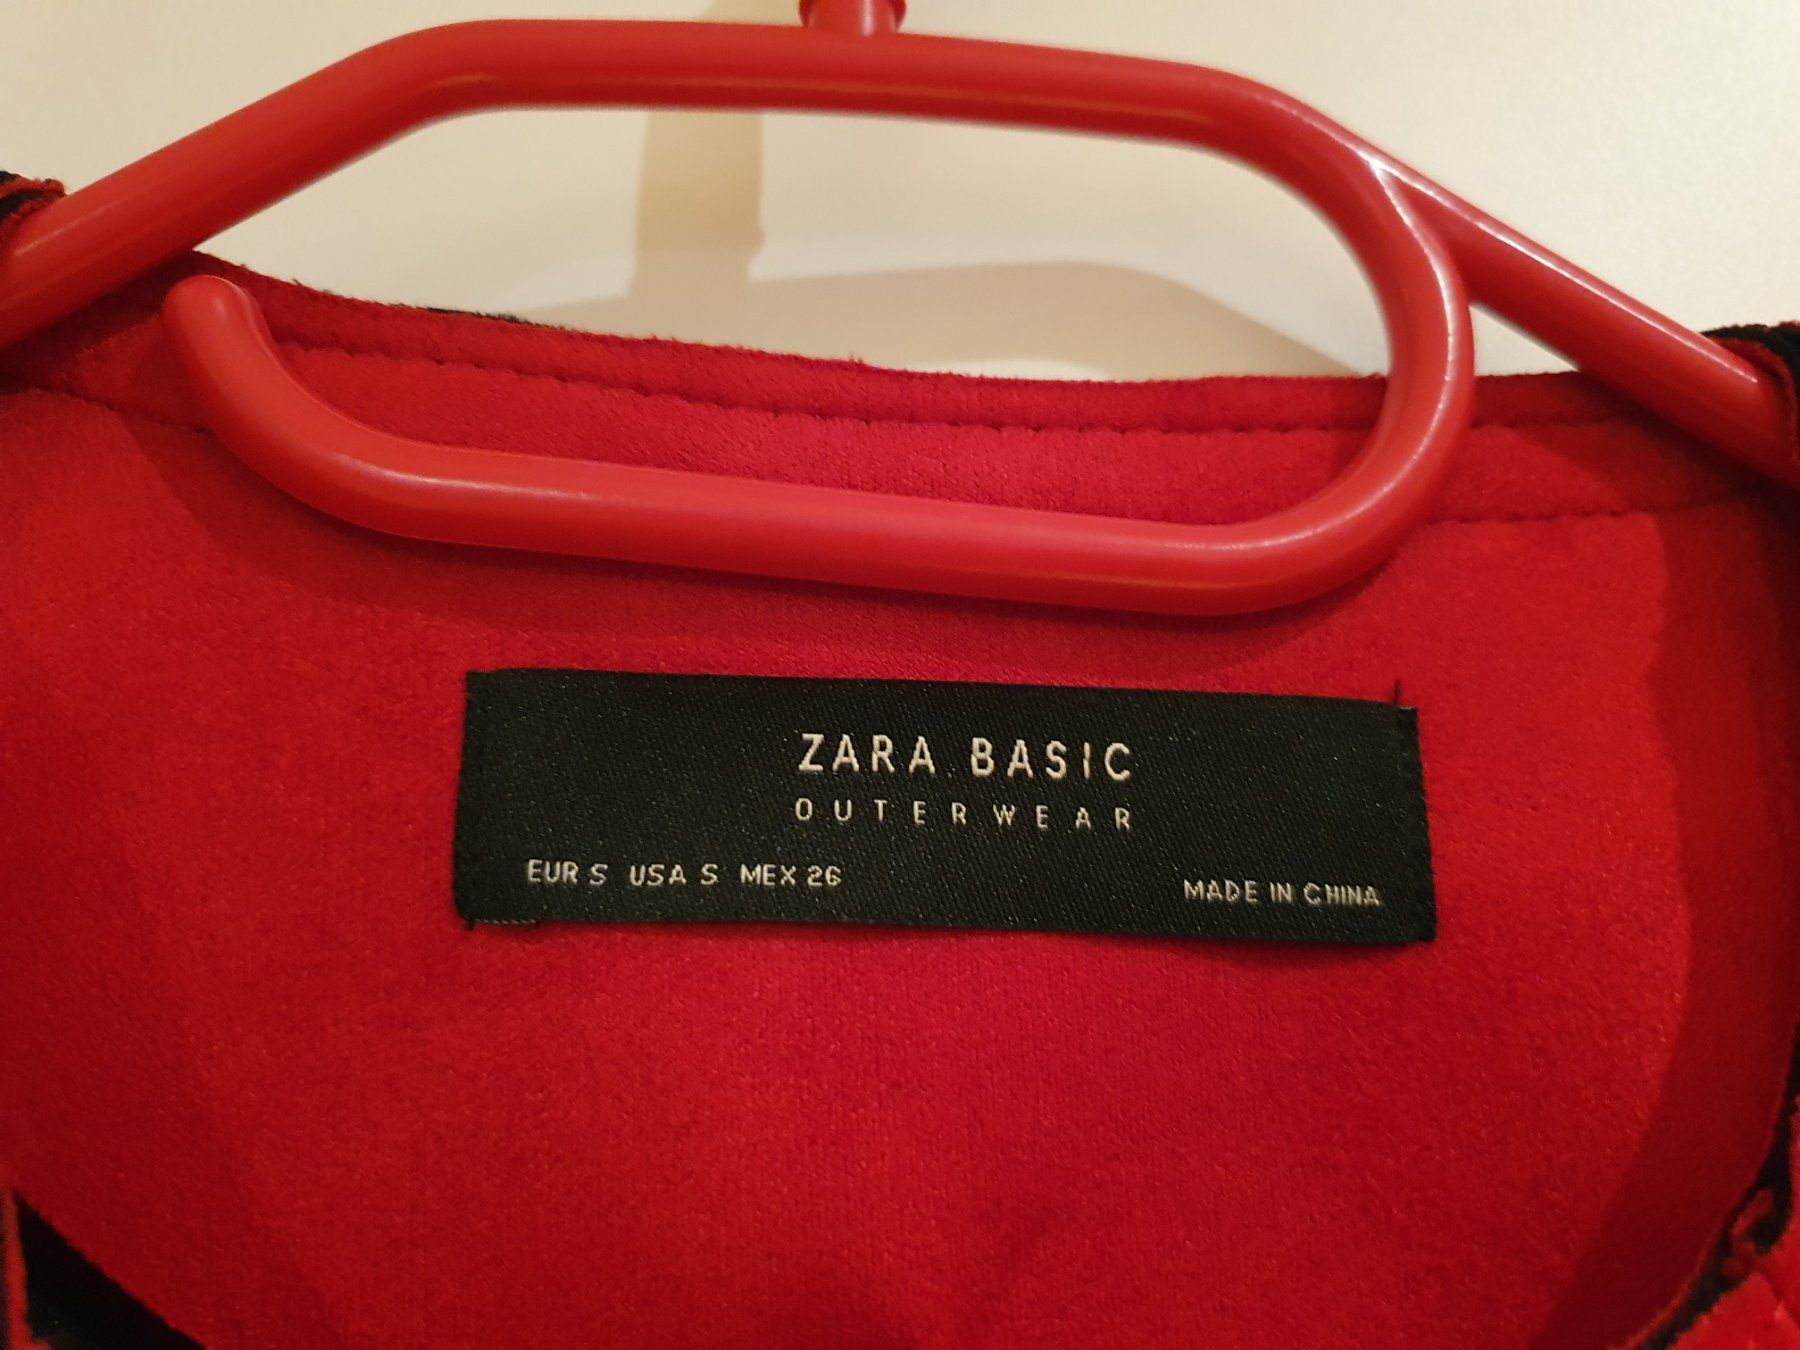 ZARA BASIC
OUTERWEAR
EUR S USA S MEX 26
MADE IN CHINA